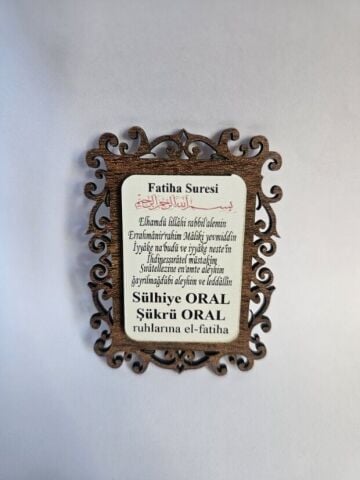 Fatiha Suresi
بسم الله الرحمن الرحيم
Elhamdü lillâhi rabbil'alemin
Errahmânir'rahim Mâliki yevmiddin
İyyâke na'budü ve iyyâke neste'în
İhdinessırâtel müstakîm
Sırâtellezine en'amte aleyhim
ğayrilmağdûbi aleyhim ve leddâllîn
Sülhiye ORAL
Şükrü ORAL
ruhlarına el-fatiha